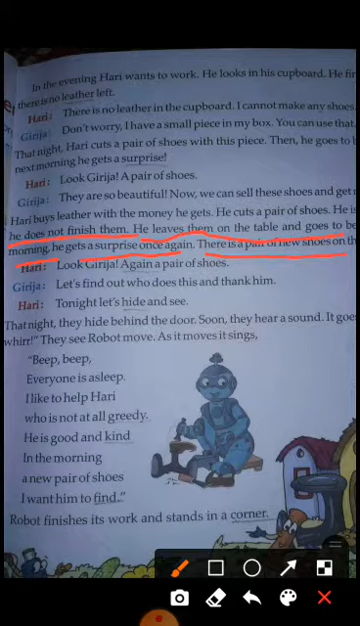 In the evening Hari wants to work. He looks in his cupboard. He
there is no leather left.
Hari: There is no leather in the cupboard. I cannot make any shoes.
Girija: Don't worry, I have a small piece in my box. You can use that.
That night, Hari cuts a pair of shoes with this piece. Then, he goes to
next morning he gets a surprise!
Hari: Look Girija! A pair of shoes.
Girija: They are so beautiful! Now, we can sell these shoes and get
Hari buys leather with the money he gets. He cuts a pair of shoes. He
he does not finish them. He leaves them on the table and goes to
morning, he gets a surprise once again. There is a pair of new shoes on
Hari: Look Girija! Again a pair of shoes.
Girija: Let's find out who does this and thank him.
Hari: Tonight let's hide and see.
That night, they hide behind the door. Soon, they hear a sound. It goes
whirr!" They see Robot move. As it moves it sings,
"Beep, beep,
Everyone is asleep.
I like to help Hari
who is not at all greedy.
He is good and kind
In the morning
a new pair of shoes
I want him to find."
Robot finishes its work and stands in a corner.